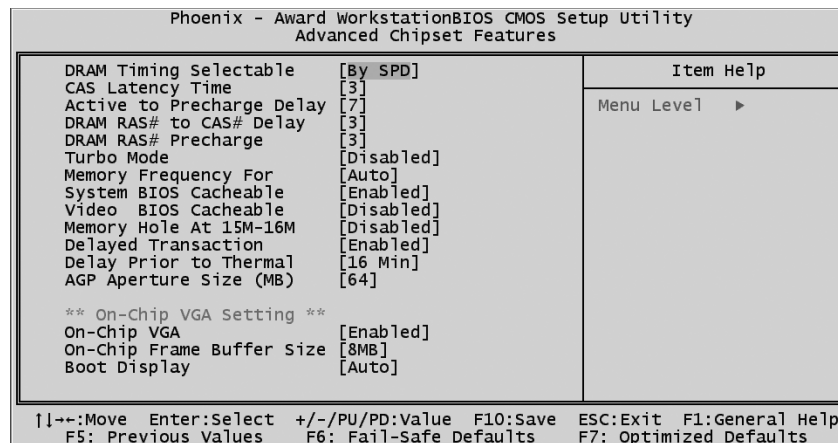 Phoenix - Award WorkstationBIOS CMOS Setup Utility
Advanced Chipset Features
DRAM Timing Selectable [By SPD]
CAS Latency Time [3]
Active to Precharge Delay [7]
DRAM RAS# to CAS# Delay [3]
DRAM RAS# Precharge [3]
Turbo Mode [Disabled]
Memory Frequency For [Auto]
System BIOS Cacheable [Enabled]
Video BIOS Cacheable [Disabled]
Memory Hole At 15M-16M [Disabled]
Delayed Transaction [Enabled]
Delay Prior to Thermal [16 Min]
AGP Aperture Size (MB) [64]
** On-Chip VGA Setting **
On-Chip VGA [Enabled]
On-Chip Frame Buffer Size [8MB]
Boot Display [Auto]
Item Help
Menu Level ▶
↑↓→←:Move Enter:Select +/-/PU/PD:Value F10:Save ESC:Exit F1:General Help
F5: Previous Values F6: Fail-Safe Defaults F7: Optimized Defaults